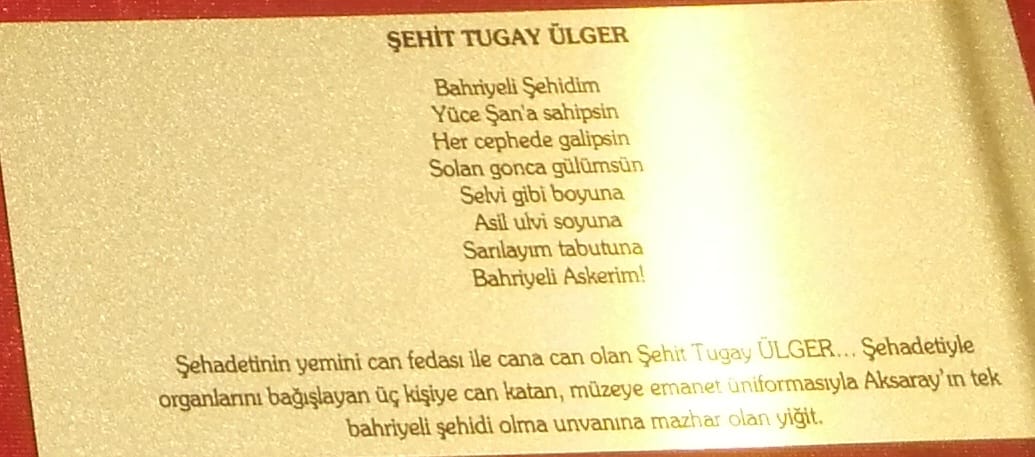 ŞEHİT TUGAY ÜLGER
Bahriyeli Şehidim
Yüce Şan'a sahipsin
Her cephede galipsin
Solan gonca gülümsün
Selvi gibi boyuna
Asil ulvi soyuna
Sarılayım tabutuna
Bahriyeli Askerim!
Şehadetinin yemini can fedası ile cana can olan Şehit Tugay ÜLGER... Şehadetiyle
organlarını bağışlayan üç kişiye can katan, müzeye emanet üniformasıyla Aksaray'ın tek
bahriyeli şehidi olma unvanına mazhar olan yiğit.